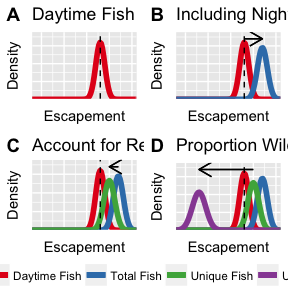 A Daytime Fish
B Including Nigh
Density
Density
Escapement
Escapement
C Account for Re
D Proportion Wild
Density
Density
Escapement
Escapement
Daytime Fish Total Fish Unique Fish U